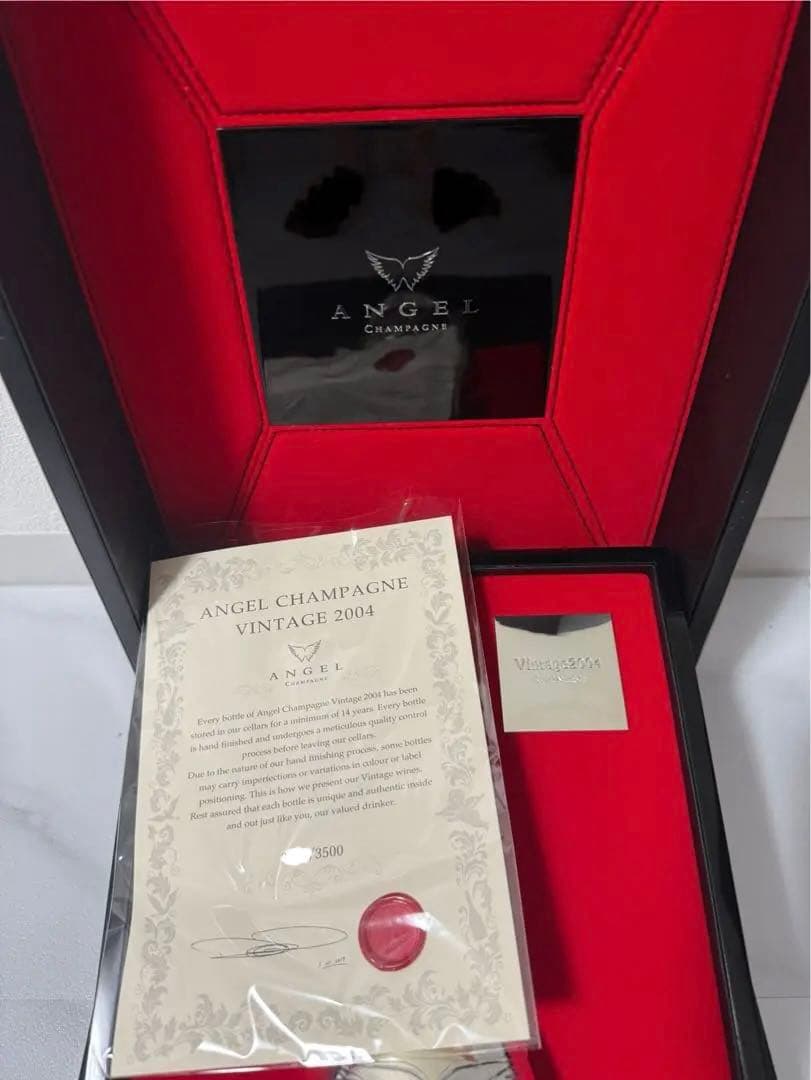 ANGEL
CHAMPAGNE
ANGEL CHAMPAGNE
VINTAGE 2004
ANGEL
CHAMPAGNE
Every bottle of Angel Champagne Vintage 2004 has been
stored in our cellars for a minimum of 14 years. Every bottle
is hand finished and undergoes a meticulous quality control
process before leaving our cellars.
Due to the nature of our hand finishing process, some bottles
may carry imperfections or variations in colour or label
positioning. This is how we present our Vintage wines.
Rest assured that each bottle is unique and authentic inside
and out just like you, our valued drinker.
/3500
Vintage2004